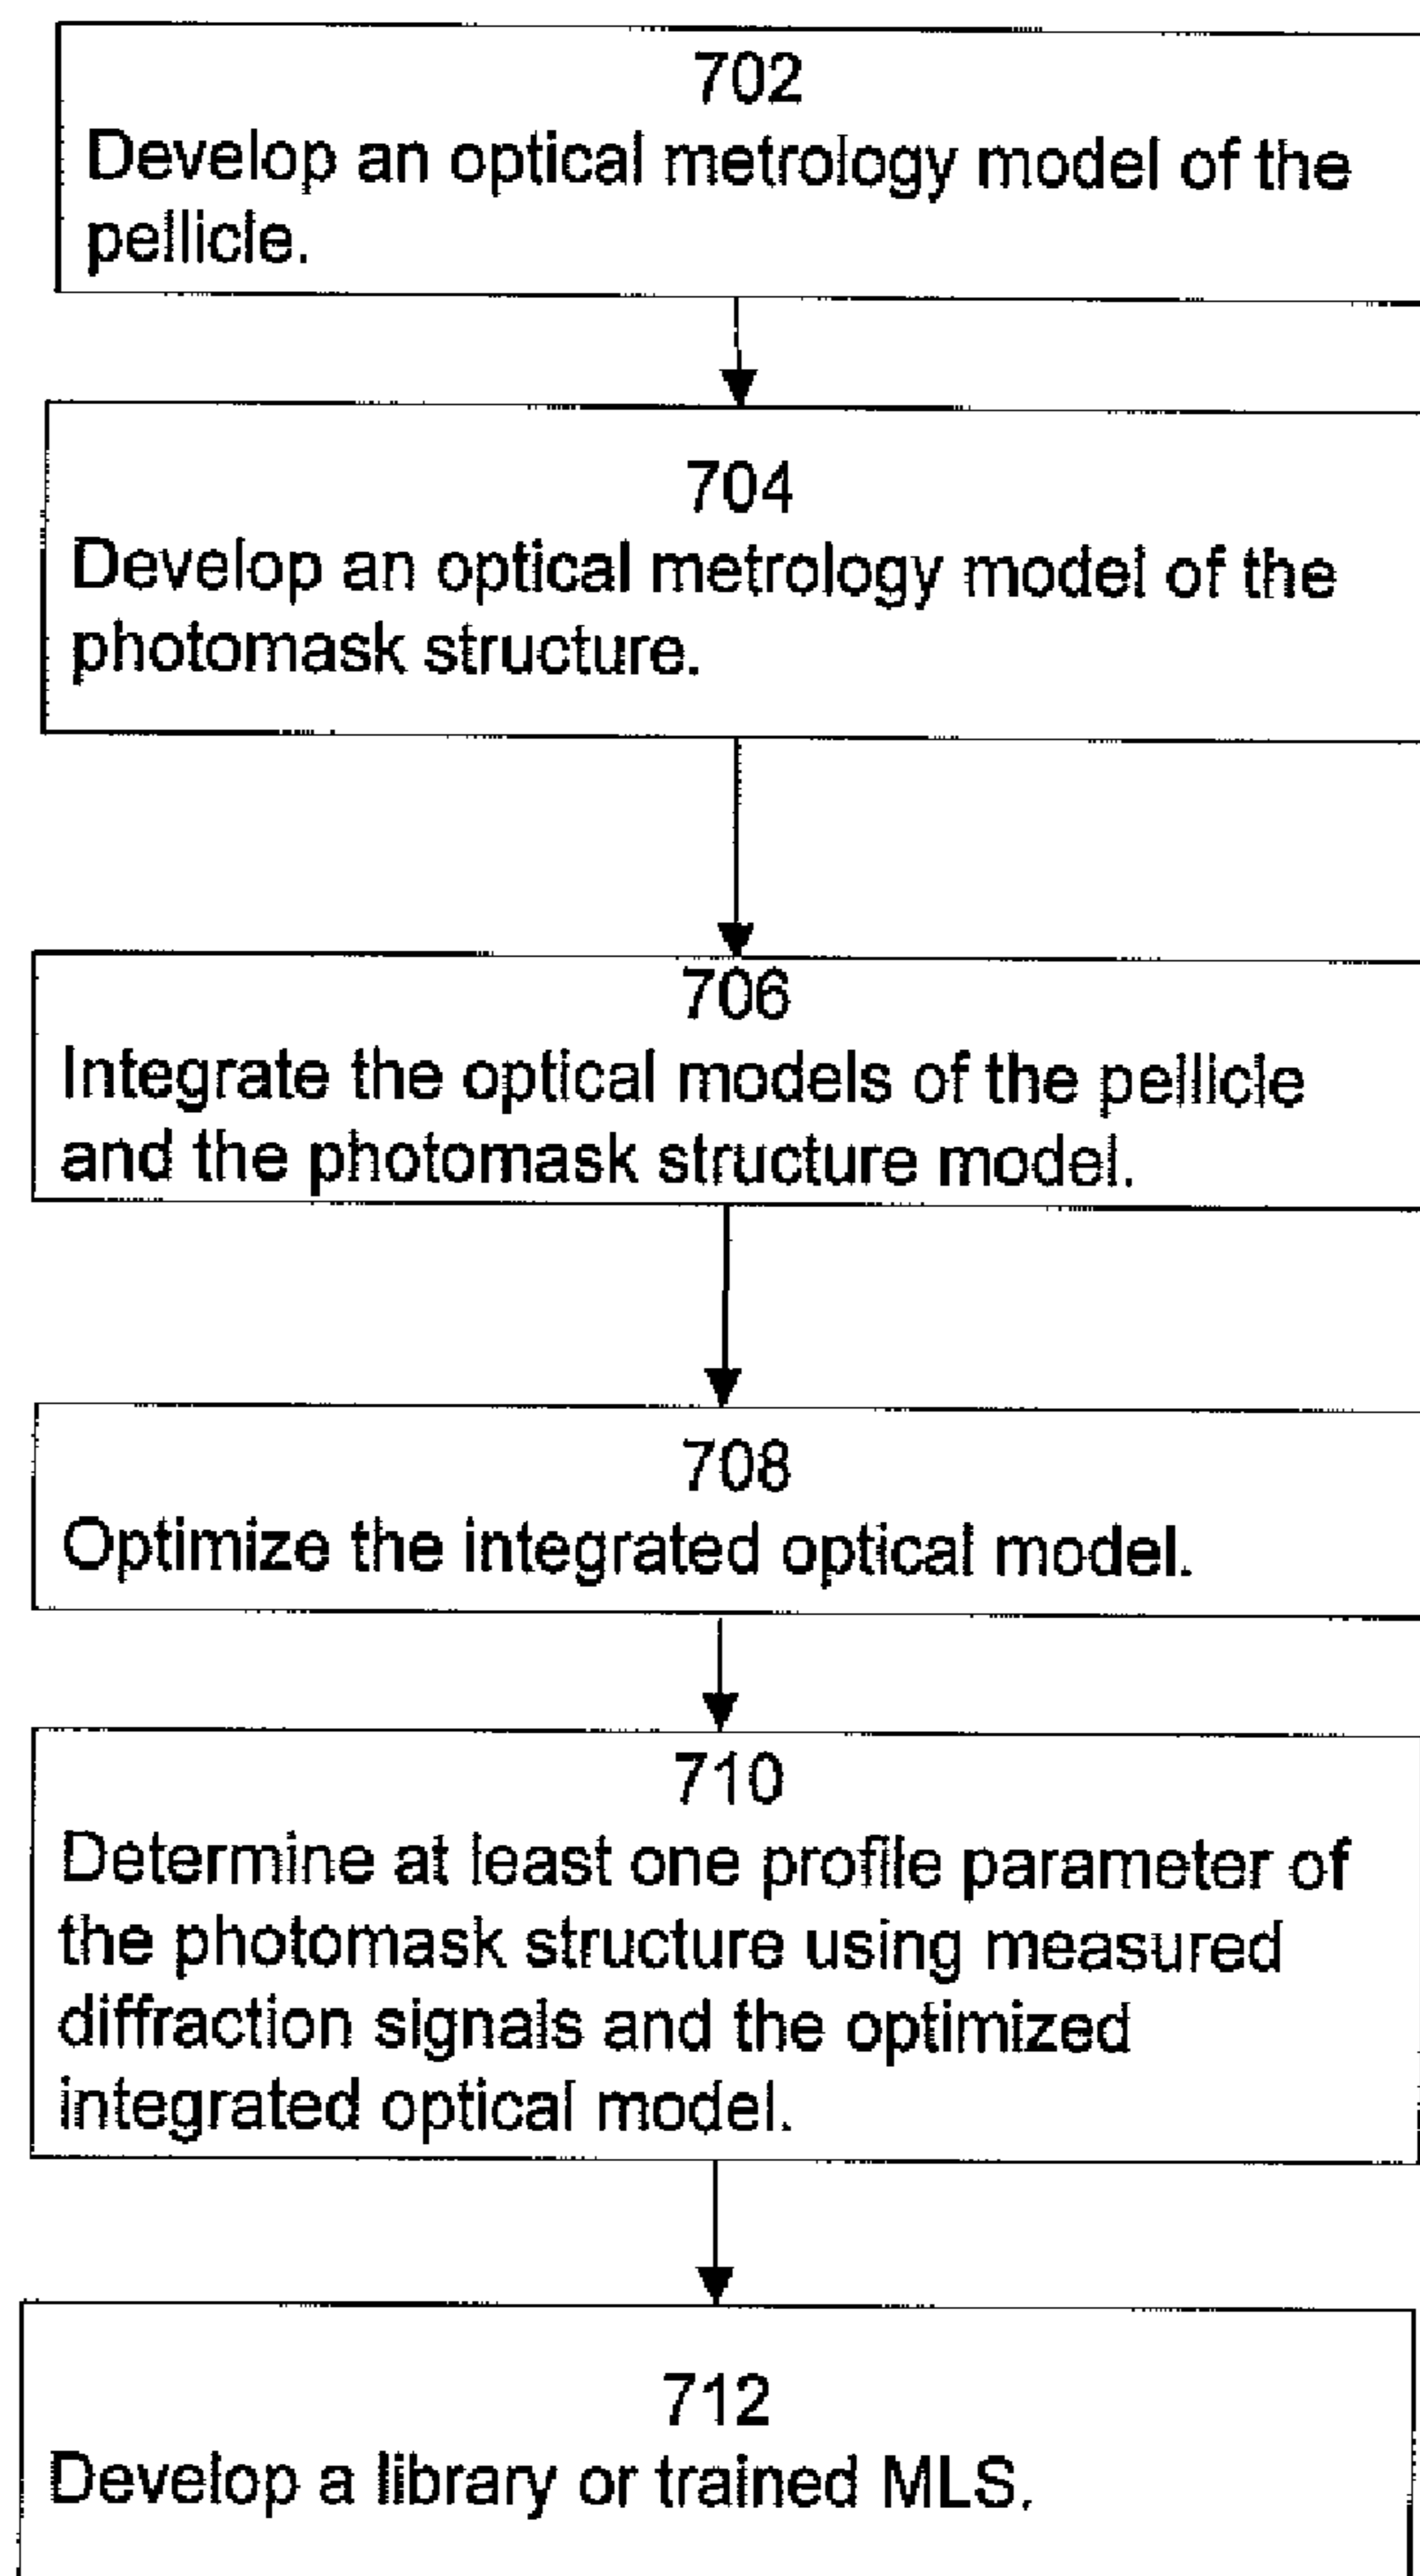 702
Develop an optical metrology model of the
pellicle.
704
Develop an optical metrology model of the
photomask structure.
706
Integrate the optical models of the pellicle
and the photomask structure model.
708
Optimize the integrated optical model.
710
Determine at least one profile parameter of
the photomask structure using measured
diffraction signals and the optimized
integrated optical model.
712
Develop a library or trained MLS.